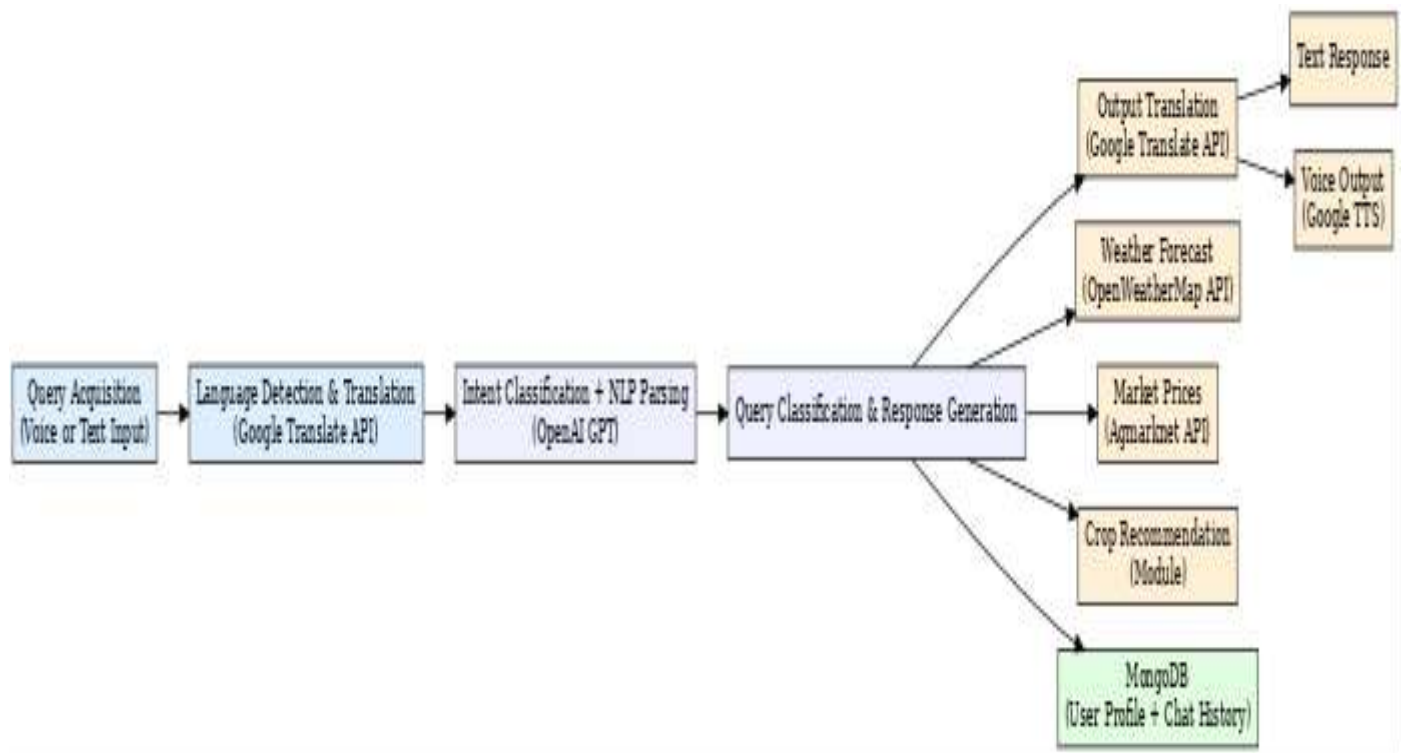 Query Acquisition
(Voice or Text Input)
Language Detection & Translation
(Google Translate API)
Intent Classification + NLP Parsing
(OpenAI GPT)
Query Classification & Response Generation
Output Translation
(Google Translate API)
Text Response
Voice Output
(Google TTS)
Weather Forecast
(OpenWeatherMap API)
Market Prices
(Agmarknet API)
Crop Recommendation
(Module)
MongoDB
(User Profile + Chat History)